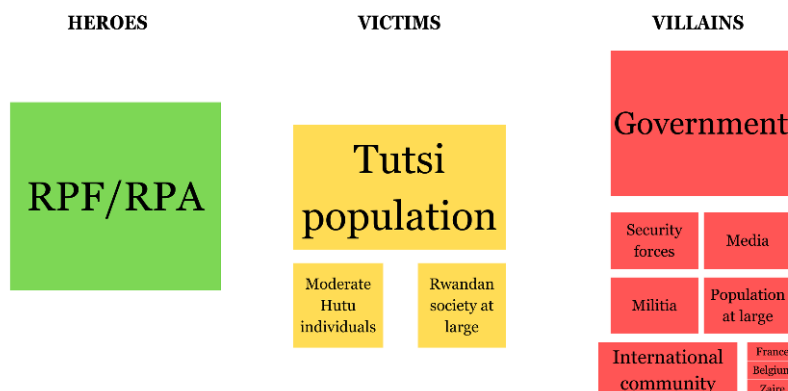 HEROES
VICTIMS
VILLAINS
RPF/RPA
Tutsi
population
Moderate
Hutu
individuals
Rwandan
society at
large
Government
Security
forces
Media
Militia
Population
at large
International
community
France
Belgium